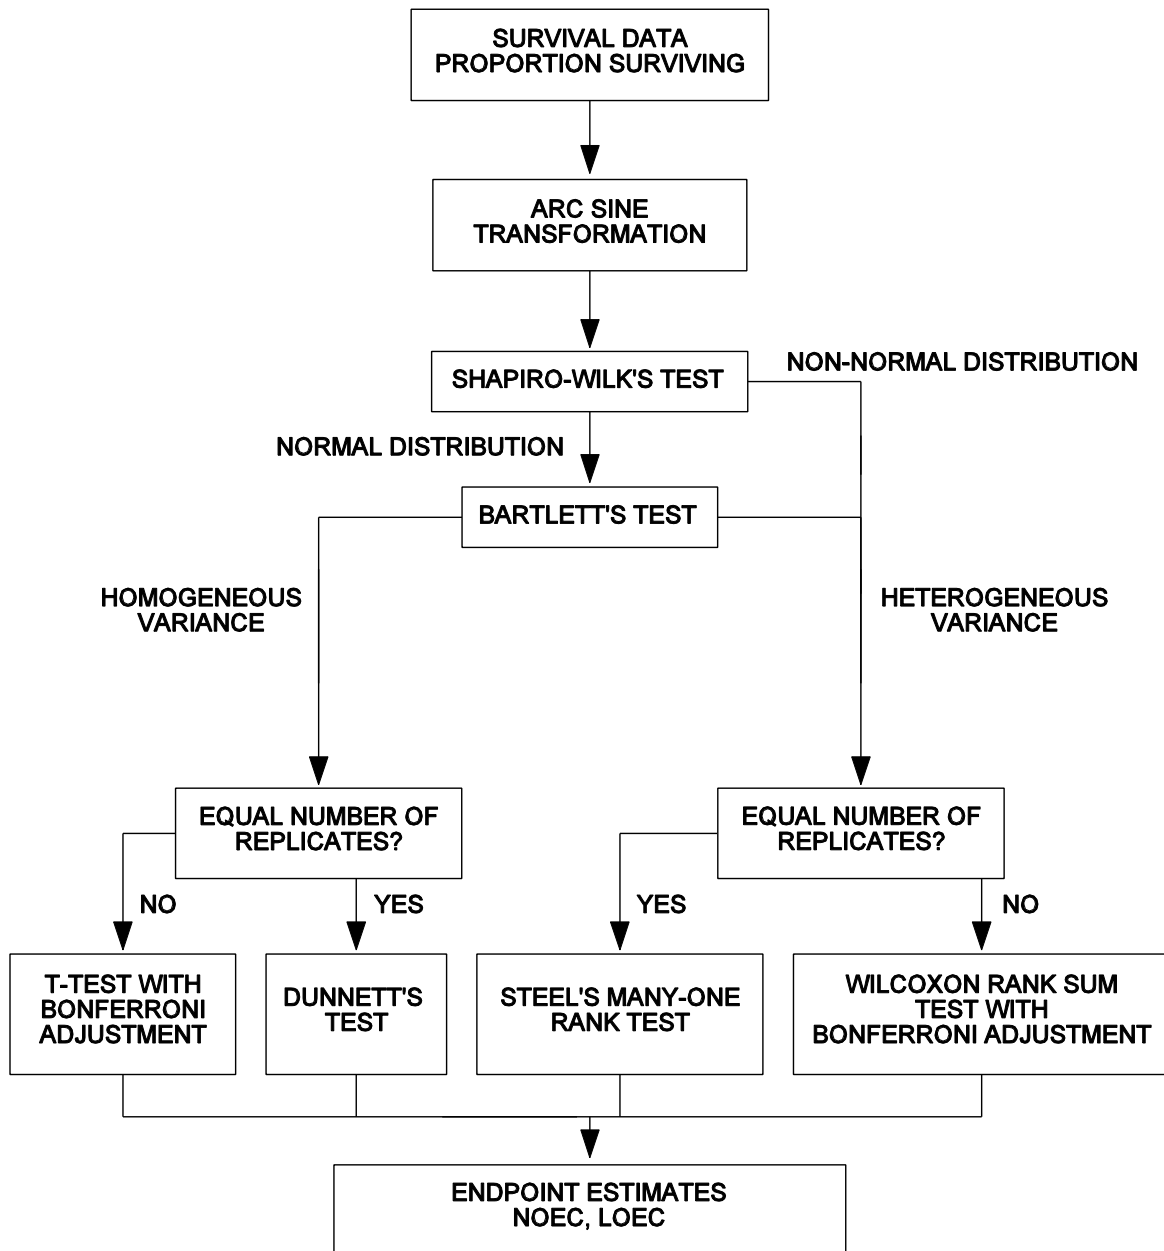 SURVIVAL DATA
PROPORTION SURVIVING
ARC SINE
TRANSFORMATION
SHAPIRO-WILK'S TEST
NON-NORMAL DISTRIBUTION
NORMAL DISTRIBUTION
BARTLETT'S TEST
HOMOGENEOUS
VARIANCE
HETEROGENEOUS
VARIANCE
EQUAL NUMBER OF
REPLICATES?
EQUAL NUMBER OF
REPLICATES?
NO
YES
YES
NO
T-TEST WITH
BONFERRONI
ADJUSTMENT
DUNNETT'S
TEST
STEEL'S MANY-ONE
RANK TEST
WILCOXON RANK SUM
TEST WITH
BONFERRONI ADJUSTMENT
ENDPOINT ESTIMATES
NOEC, LOEC